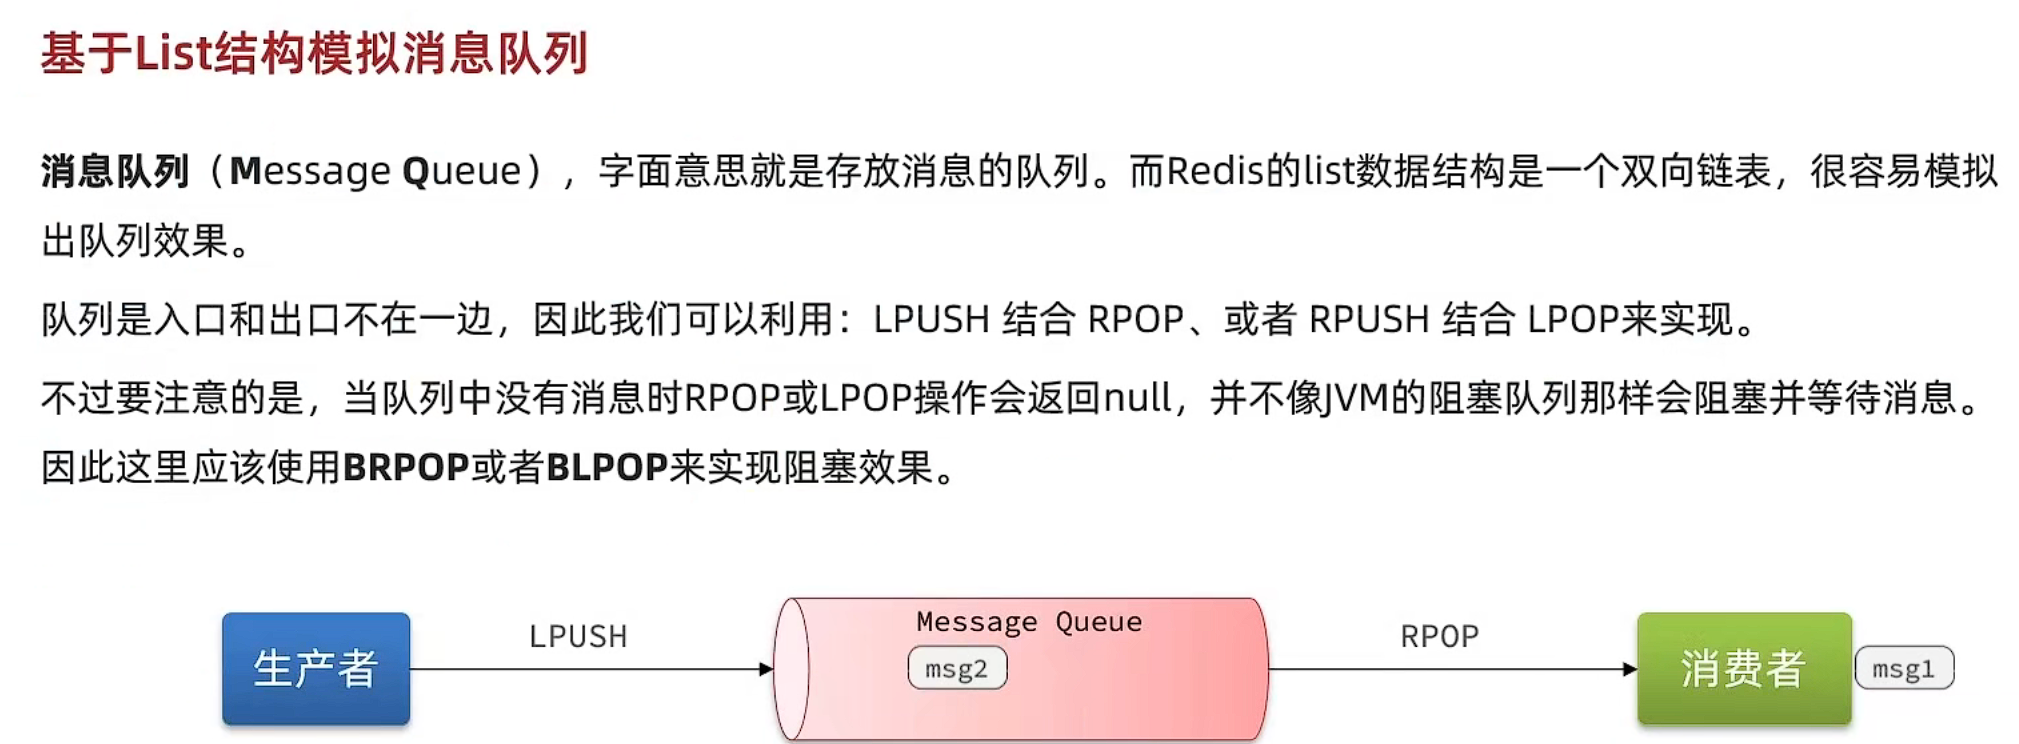 基于List结构模拟消息队列
消息队列（Message Queue），字面意思就是存放消息的队列。而Redis的list数据结构是一个双向链表，很容易模拟
出队列效果。
队列是入口和出口不在一边，因此我们可以利用：LPUSH 结合 RPOP、或者 RPUSH 结合 LPOP来实现。
不过要注意的是，当队列中没有消息时RPOP或LPOP操作会返回null，并不像JVM的阻塞队列那样会阻塞并等待消息。
因此这里应该使用BRPOP或者BLPOP来实现阻塞效果。
生产者
LPUSH
Message Queue
msg2
RPOP
消费者
msg1